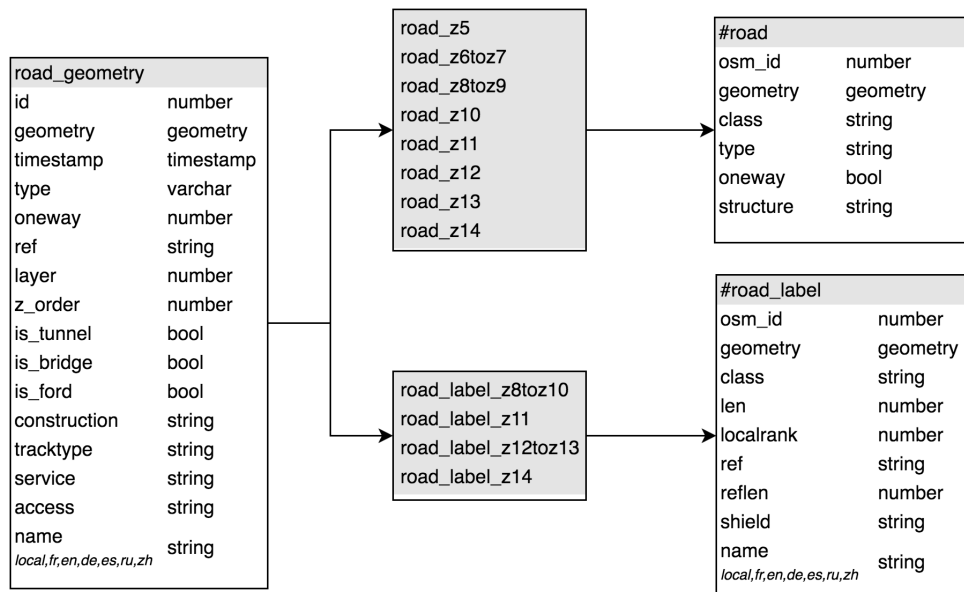 road_geometry
id number
geometry geometry
timestamp timestamp
type varchar
oneway number
ref string
layer number
z_order number
is_tunnel bool
is_bridge bool
is_ford bool
construction string
tracktype string
service string
access string
name string
local,fr,en,de,es,ru,zh
road_z5
road_z6toz7
road_z8toz9
road_z10
road_z11
road_z12
road_z13
road_z14
road_label_z8toz10
road_label_z11
road_label_z12toz13
road_label_z14
#road
osm_id number
geometry geometry
class string
type string
oneway bool
structure string
#road_label
osm_id number
geometry geometry
class string
len number
localrank number
ref string
reflen number
shield string
name string
local,fr,en,de,es,ru,zh